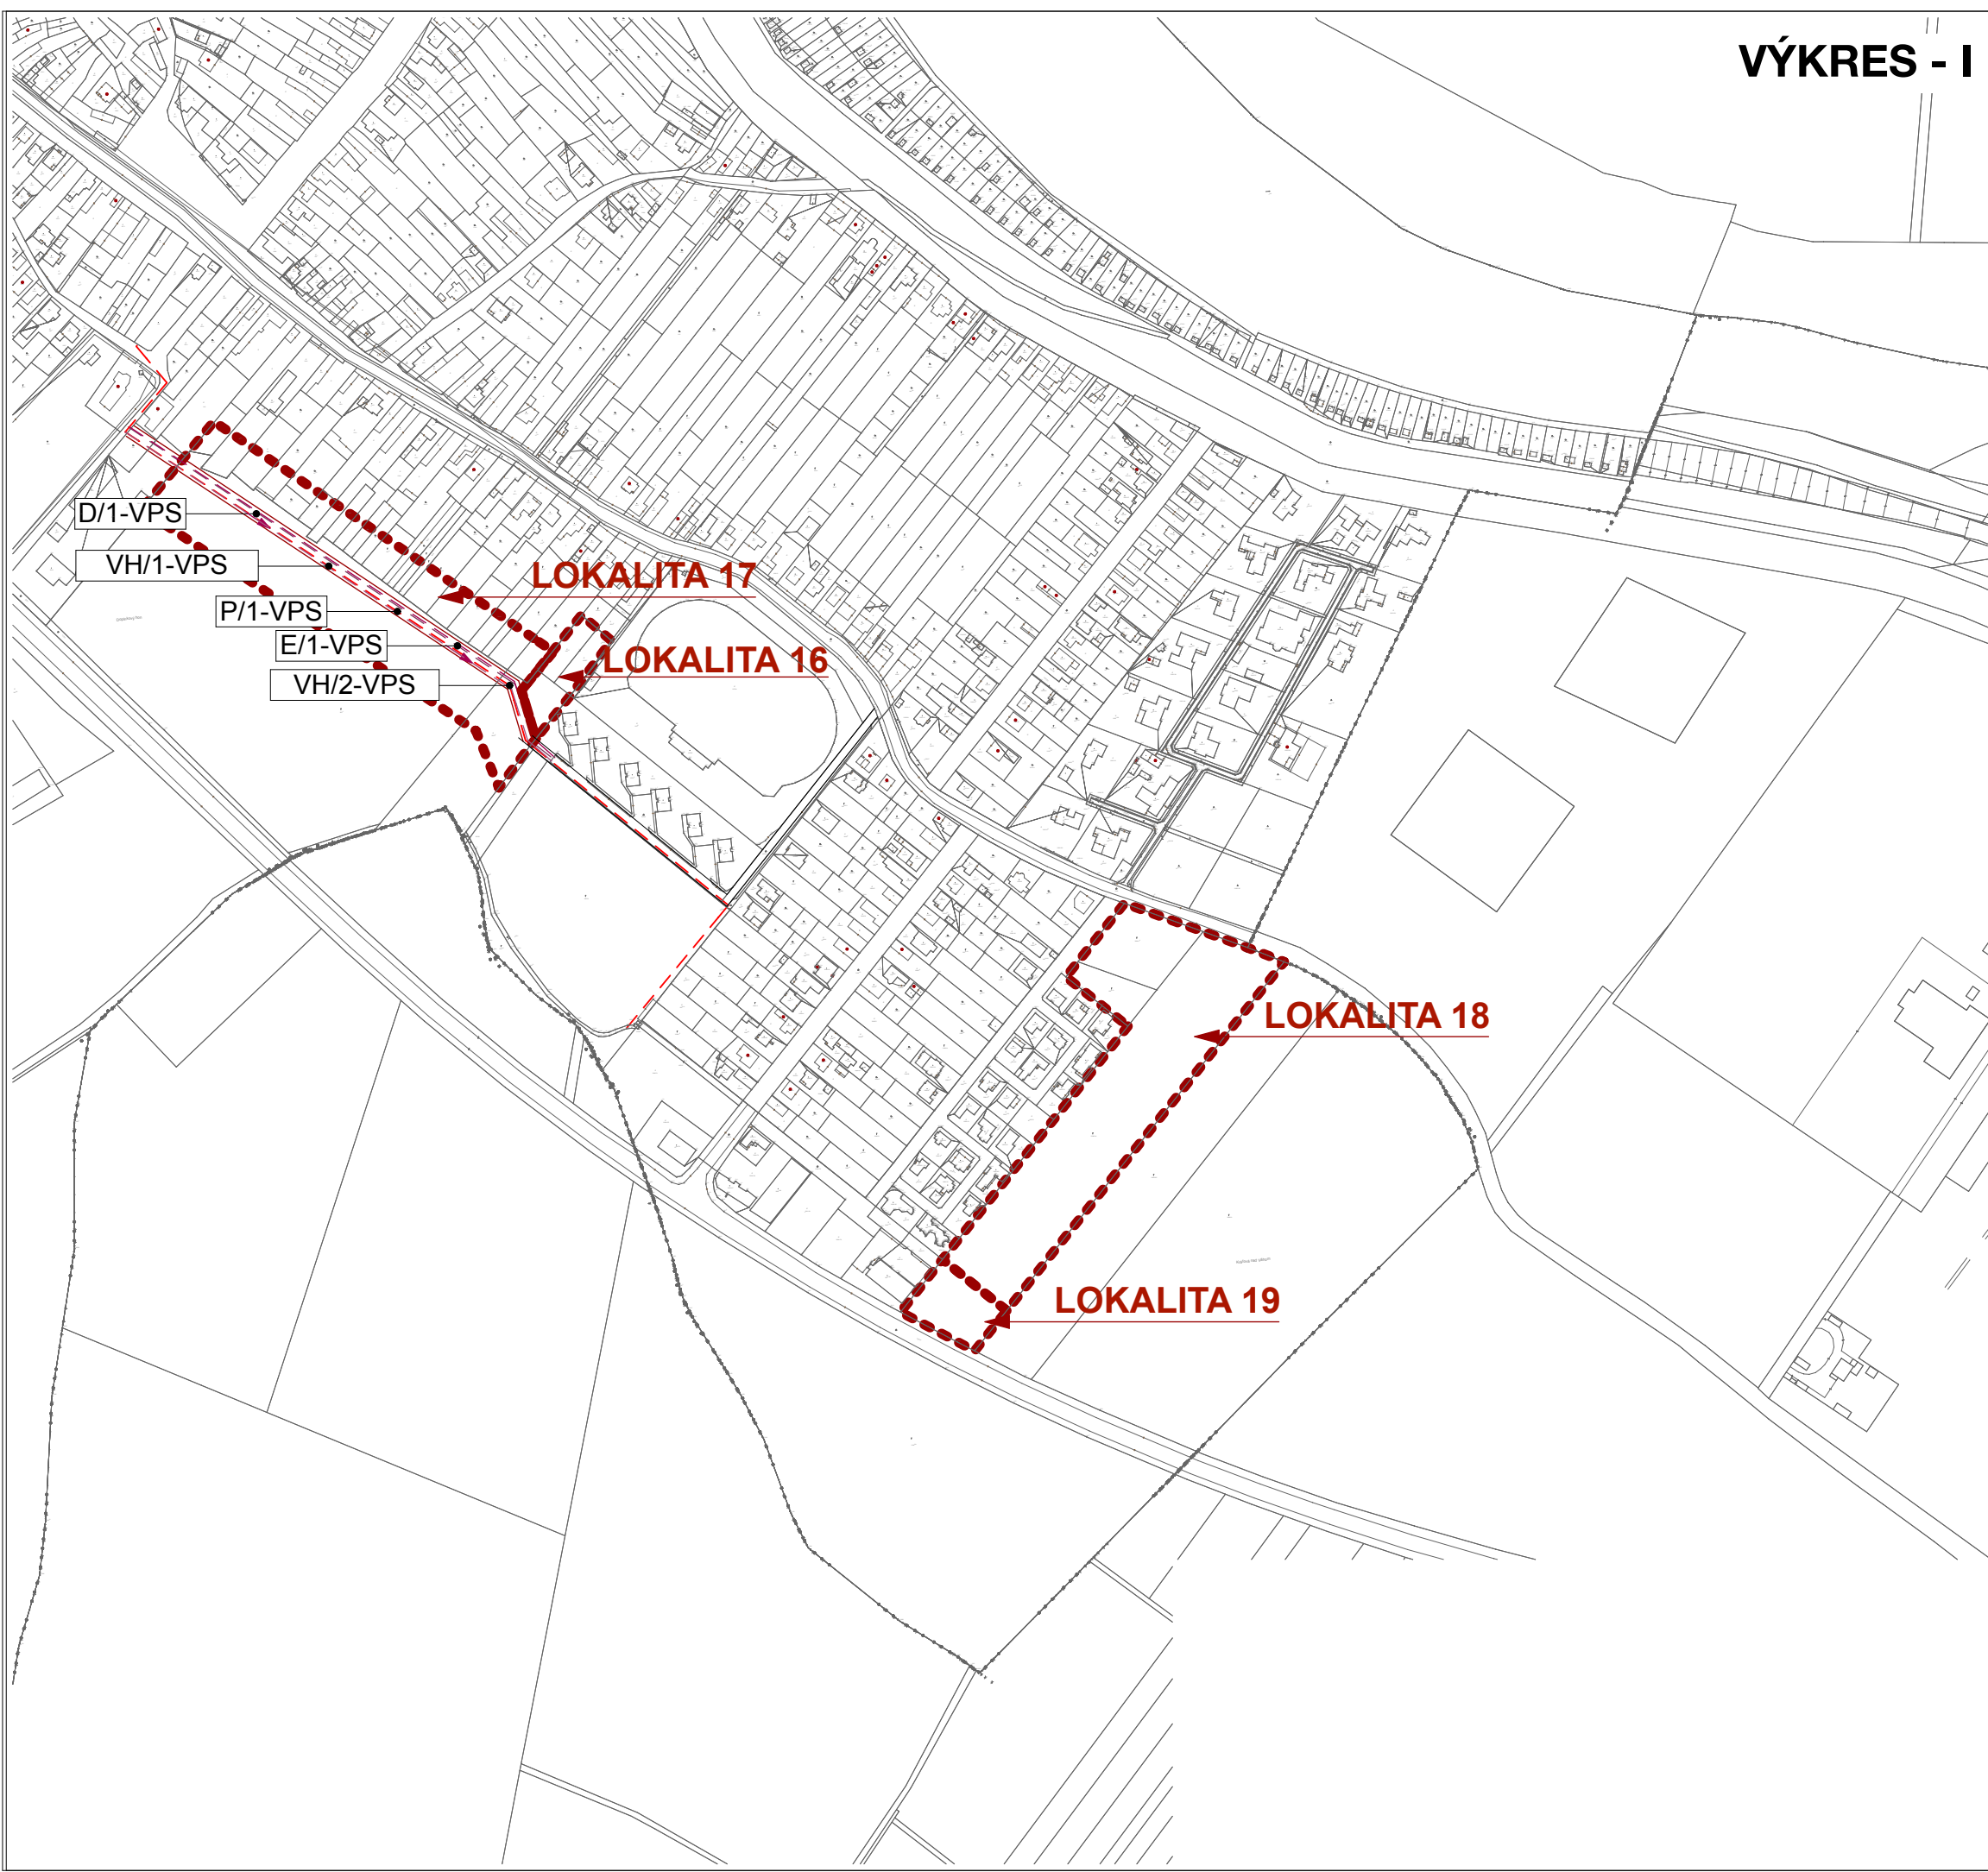 VÝKRES - I
D/1-VPS
VH/1-VPS
LOKALITA 17
P/1-VPS
E/1-VPS
LOKALITA 16
VH/2-VPS
LOKALITA 18
LOKALITA 19